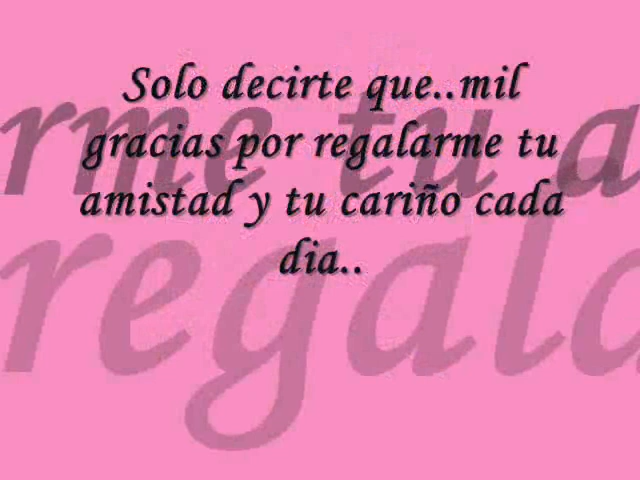 Solo decirte que..mil
gracias por regalarme tu
amistad y tu cariño cada
dia..
rme tu a
regala